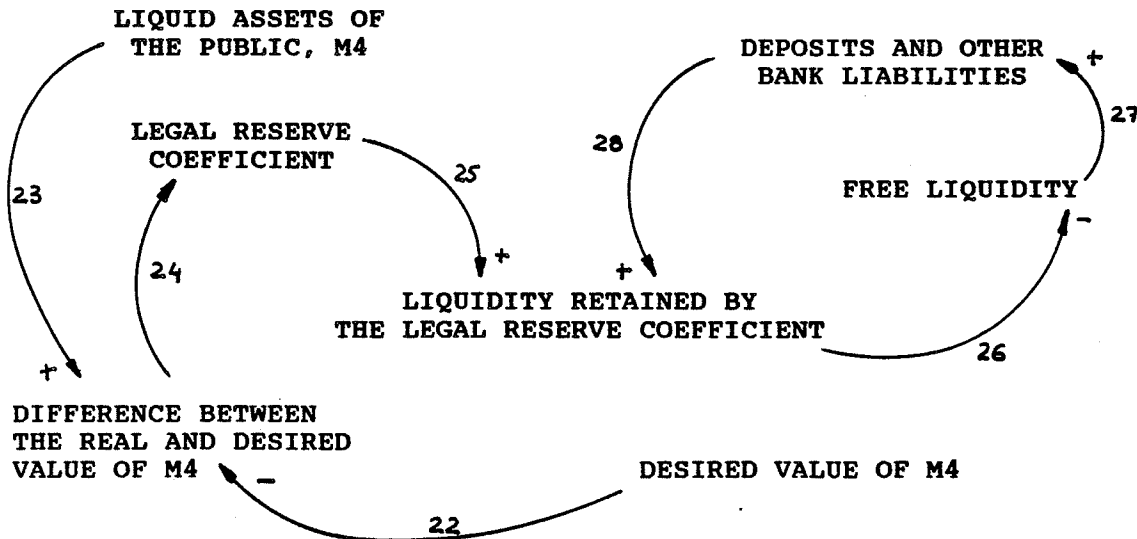 LIQUID ASSETS OF
THE PUBLIC, M4
DEPOSITS AND OTHER
BANK LIABILITIES
+
27
LEGAL RESERVE
COEFFICIENT
25
28
23
FREE LIQUIDITY
-
24
+
+
LIQUIDITY RETAINED BY
THE LEGAL RESERVE COEFFICIENT
26
+
DIFFERENCE BETWEEN
THE REAL AND DESIRED
VALUE OF M4
-
DESIRED VALUE OF M4
22